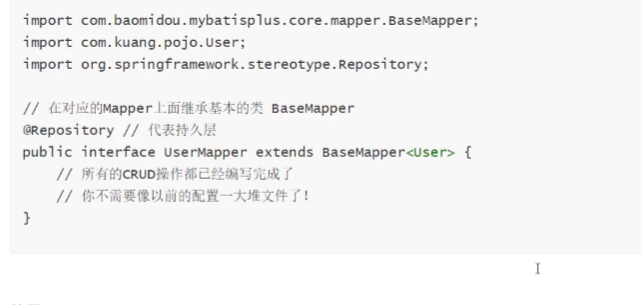 import com.baomidou.mybatisplus.core.mapper.BaseMapper;
import com.kuang.pojo.User;
import org.springframework.stereotype.Repository;
// 在对应的Mapper上面继承基本的类 BaseMapper
@Repository // 代表持久层
public interface UserMapper extends BaseMapper<User> {
// 所有的CRUD操作都已经编写完成了
// 你不需要像以前的配置一大堆文件了!
}